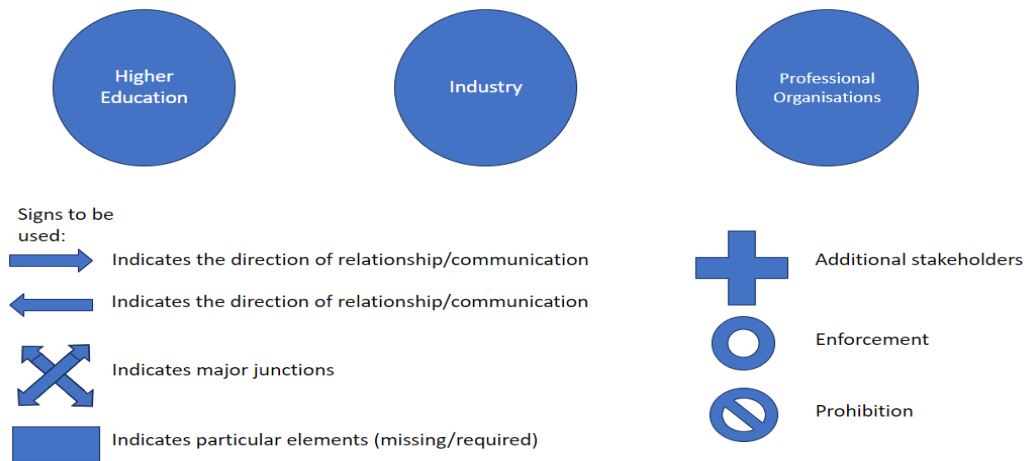 Higher
Education
Industry
Professional
Organisations
Signs to be
used:
Indicates the direction of relationship/communication
Indicates the direction of relationship/communication
Indicates major junctions
Indicates particular elements (missing/required)
Additional stakeholders
Enforcement
Prohibition